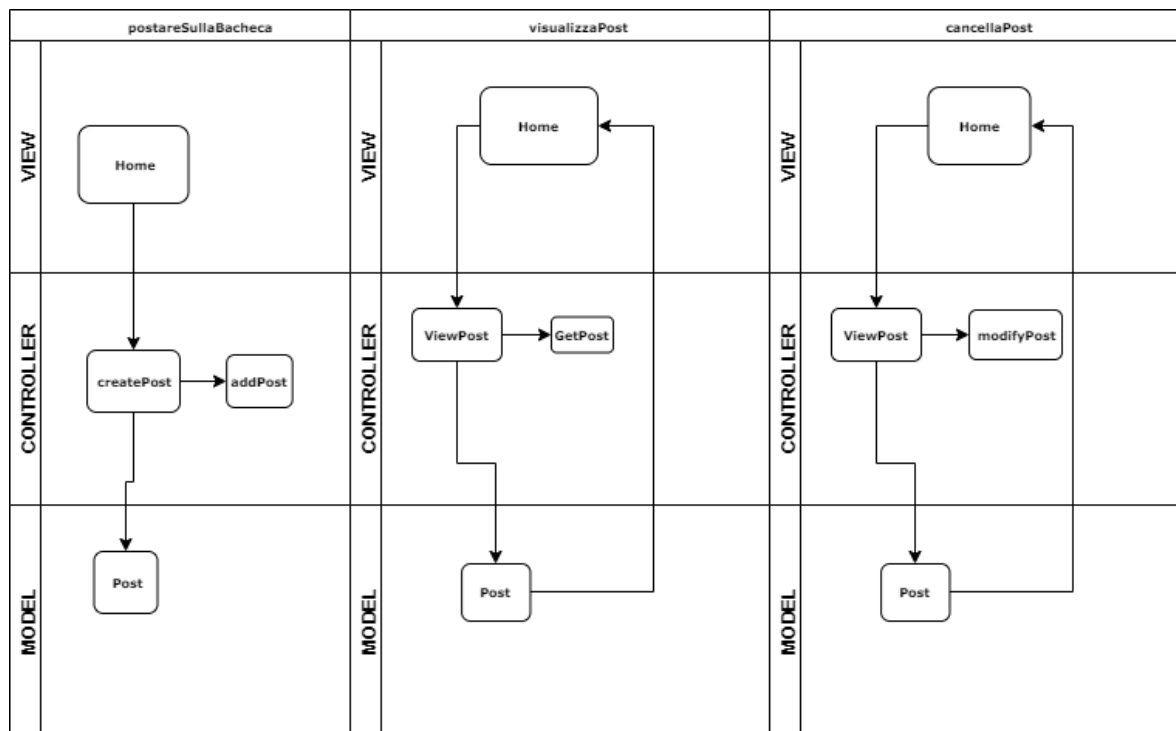 postareSullaBacheca
visualizzaPost
cancellaPost
VIEW
Home
VIEW
Home
VIEW
Home
CONTROLLER
createPost
addPost
CONTROLLER
ViewPost
GetPost
CONTROLLER
ViewPost
modifyPost
MODEL
Post
MODEL
Post
MODEL
Post